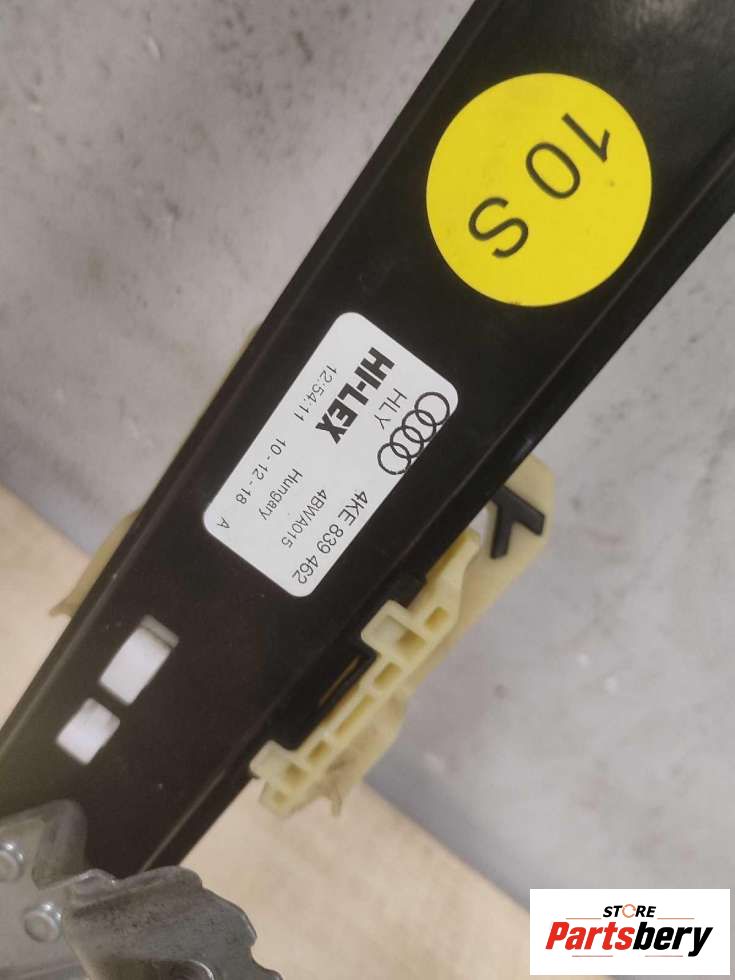 10 S
HLY
4KE 839 462
HI-LEX
4BWA015
Hungary
12:54:11 10-12-18 A
STORE
Partsbery